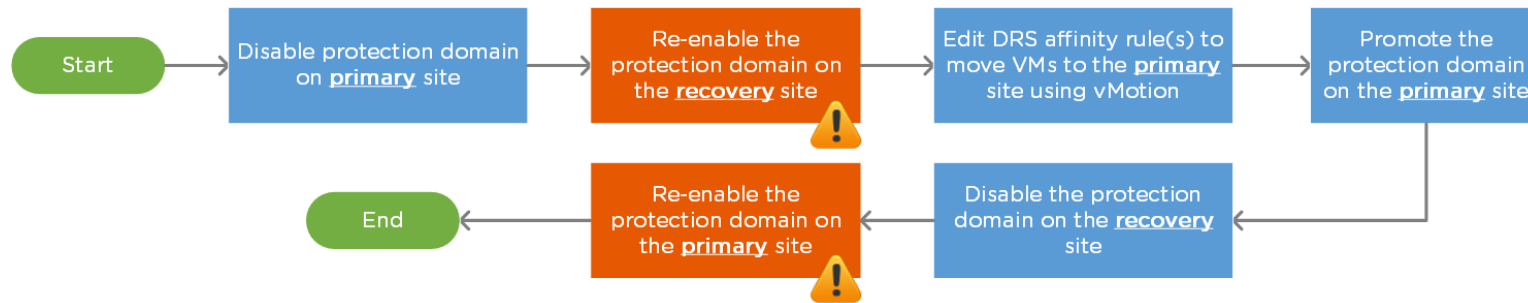 Start
Disable protection domain
on primary site
Re-enable the
protection domain on
the recovery site
Edit DRS affinity rule(s) to
move VMs to the primary
site using vMotion
Promote the
protection domain
on the primary site
Disable the protection
domain on the recovery
site
Re-enable the
protection domain on
the primary site
End